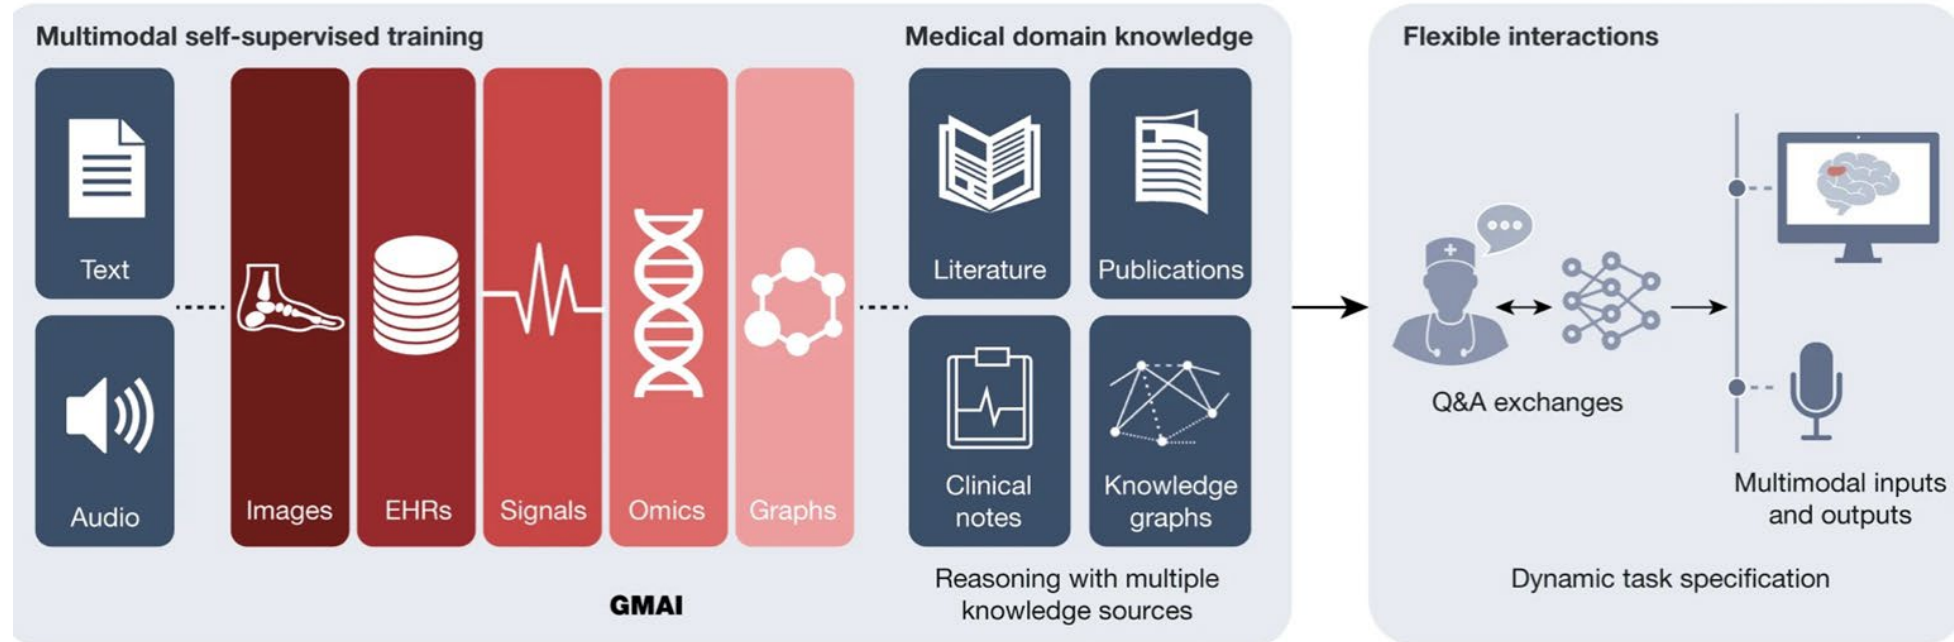 Multimodal self-supervised training
Text
Audio
Images
EHRs
Signals
Omics
Graphs
GMAI
Medical domain knowledge
Literature
Publications
Clinical
notes
Knowledge
graphs
Reasoning with multiple
knowledge sources
Flexible interactions
Q&A exchanges
Multimodal inputs
and outputs
Dynamic task specification